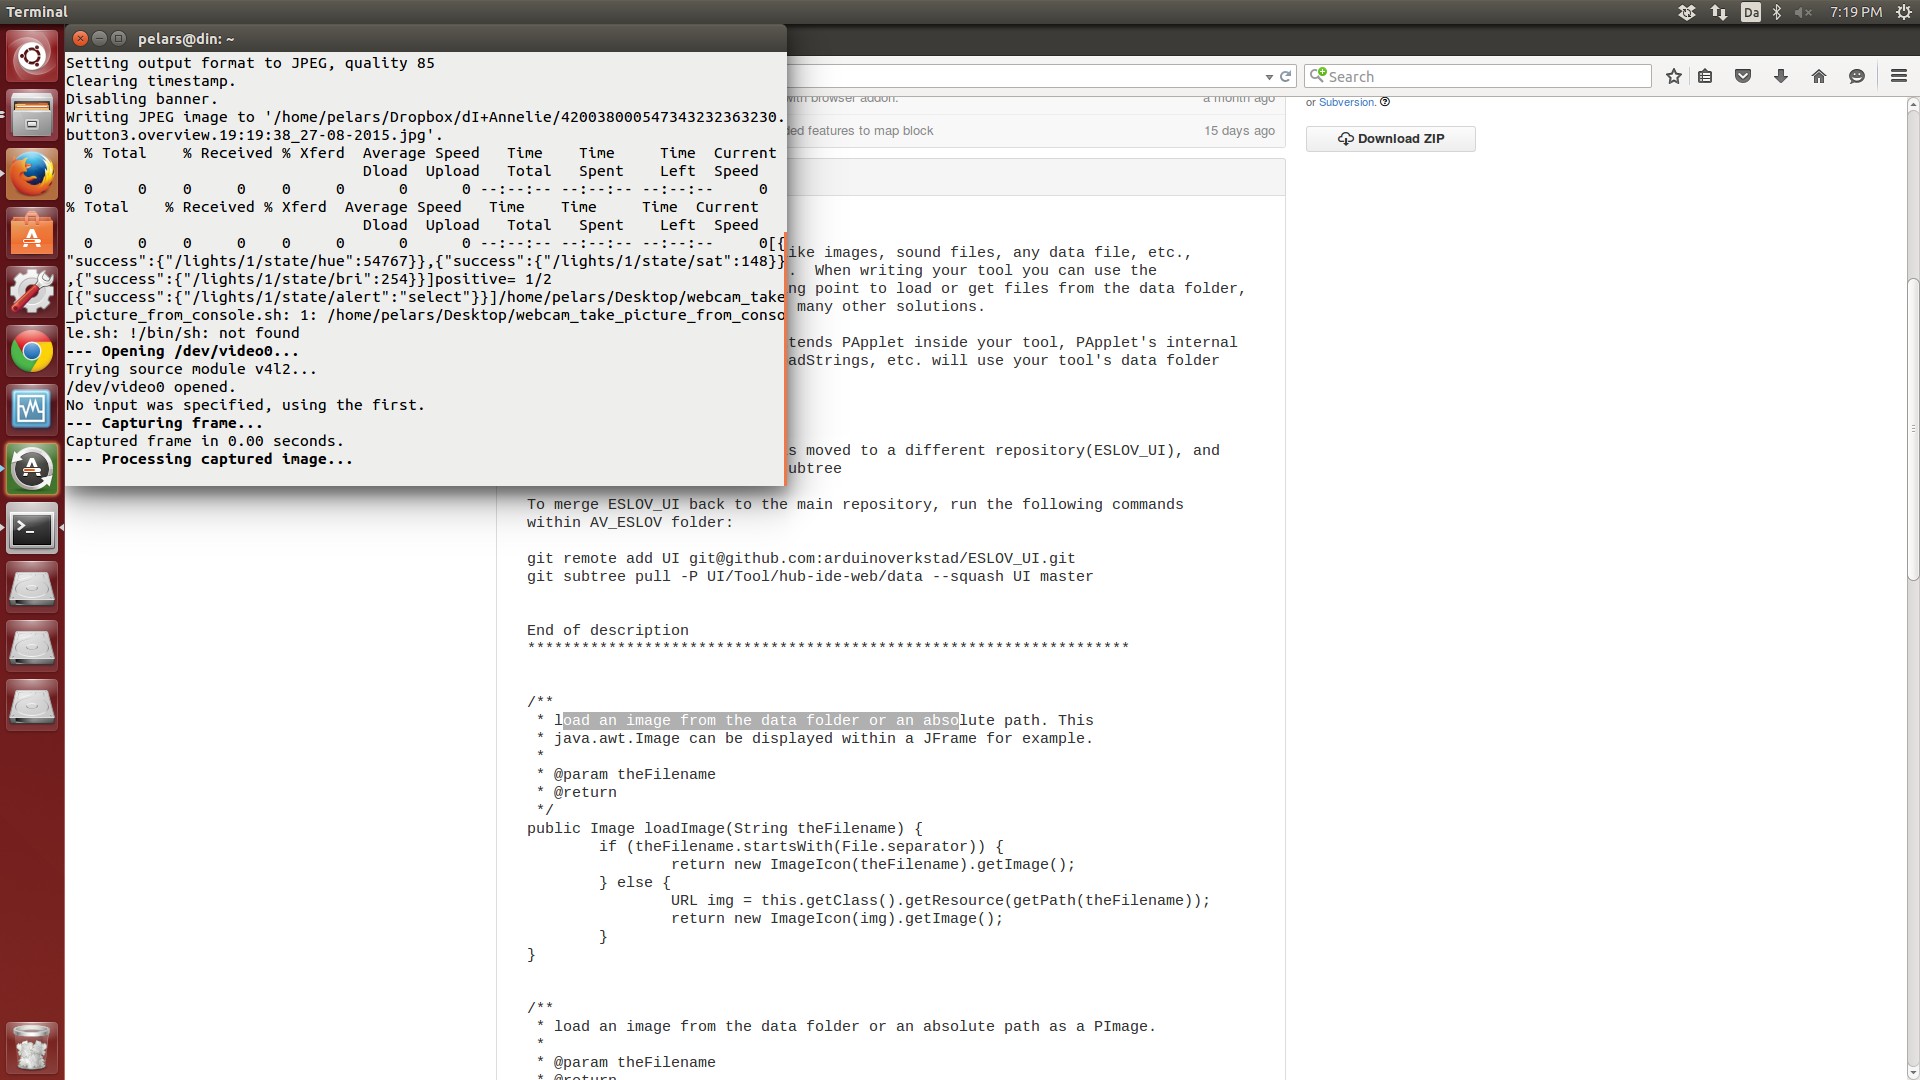 Terminal
Da
7:19 PM
pelars@din: ~
Setting output format to JPEG, quality 85
Clearing timestamp.
Disabling banner.
Writing JPEG image to '/home/pelars/Dropbox/dI+Annelie/420038000547343232363230.
button3.overview.19:19:38_27-08-2015.jpg'.
% Total % Received % Xferd Average Speed Time Time Time Current
Dload Upload Total Spent Left Speed
0 0 0 0 0 0 0 0 --:--:-- --:--:-- --:--:-- 0
% Total % Received % Xferd Average Speed Time Time Time Current
Dload Upload Total Spent Left Speed
0 0 0 0 0 0 0 0 --:--:-- --:--:-- --:--:-- 0[{
"success":{"/lights/1/state/hue":54767}},{"success":{"/lights/1/state/sat":148}}
,{"success":{"/lights/1/state/bri":254}}]positive= 1/2
[{"success":{"/lights/1/state/alert":"select"}}]/home/pelars/Desktop/webcam_take
_picture_from_console.sh: 1: /home/pelars/Desktop/webcam_take_picture_from_conso
le.sh: !/bin/sh: not found
--- Opening /dev/video0...
Trying source module v4l2...
/dev/video0 opened.
No input was specified, using the first.
--- Capturing frame...
Captured frame in 0.00 seconds.
--- Processing captured image...
Search
with browser addon. a month ago
ded features to map block 15 days ago
or Subversion.
Download ZIP
ike images, sound files, any data file, etc.,
. When writing your tool you can use the
ng point to load or get files from the data folder,
many other solutions.
tends PApplet inside your tool, PApplet's internal
adStrings, etc. will use your tool's data folder
s moved to a different repository(ESLOV_UI), and
ubtree
To merge ESLOV_UI back to the main repository, run the following commands
within AV_ESLOV folder:
git remote add UI git@github.com:arduinoverkstad/ESLOV_UI.git
git subtree pull -P UI/Tool/hub-ide-web/data --squash UI master
End of description
*******************************************************************
/**
* load an image from the data folder or an absolute path. This
* java.awt.Image can be displayed within a JFrame for example.
*
* @param theFilename
* @return
*/
public Image loadImage(String theFilename) {
if (theFilename.startsWith(File.separator)) {
return new ImageIcon(theFilename).getImage();
} else {
URL img = this.getClass().getResource(getPath(theFilename));
return new ImageIcon(img).getImage();
}
}
/**
* load an image from the data folder or an absolute path as a PImage.
*
* @param theFilename
* @return